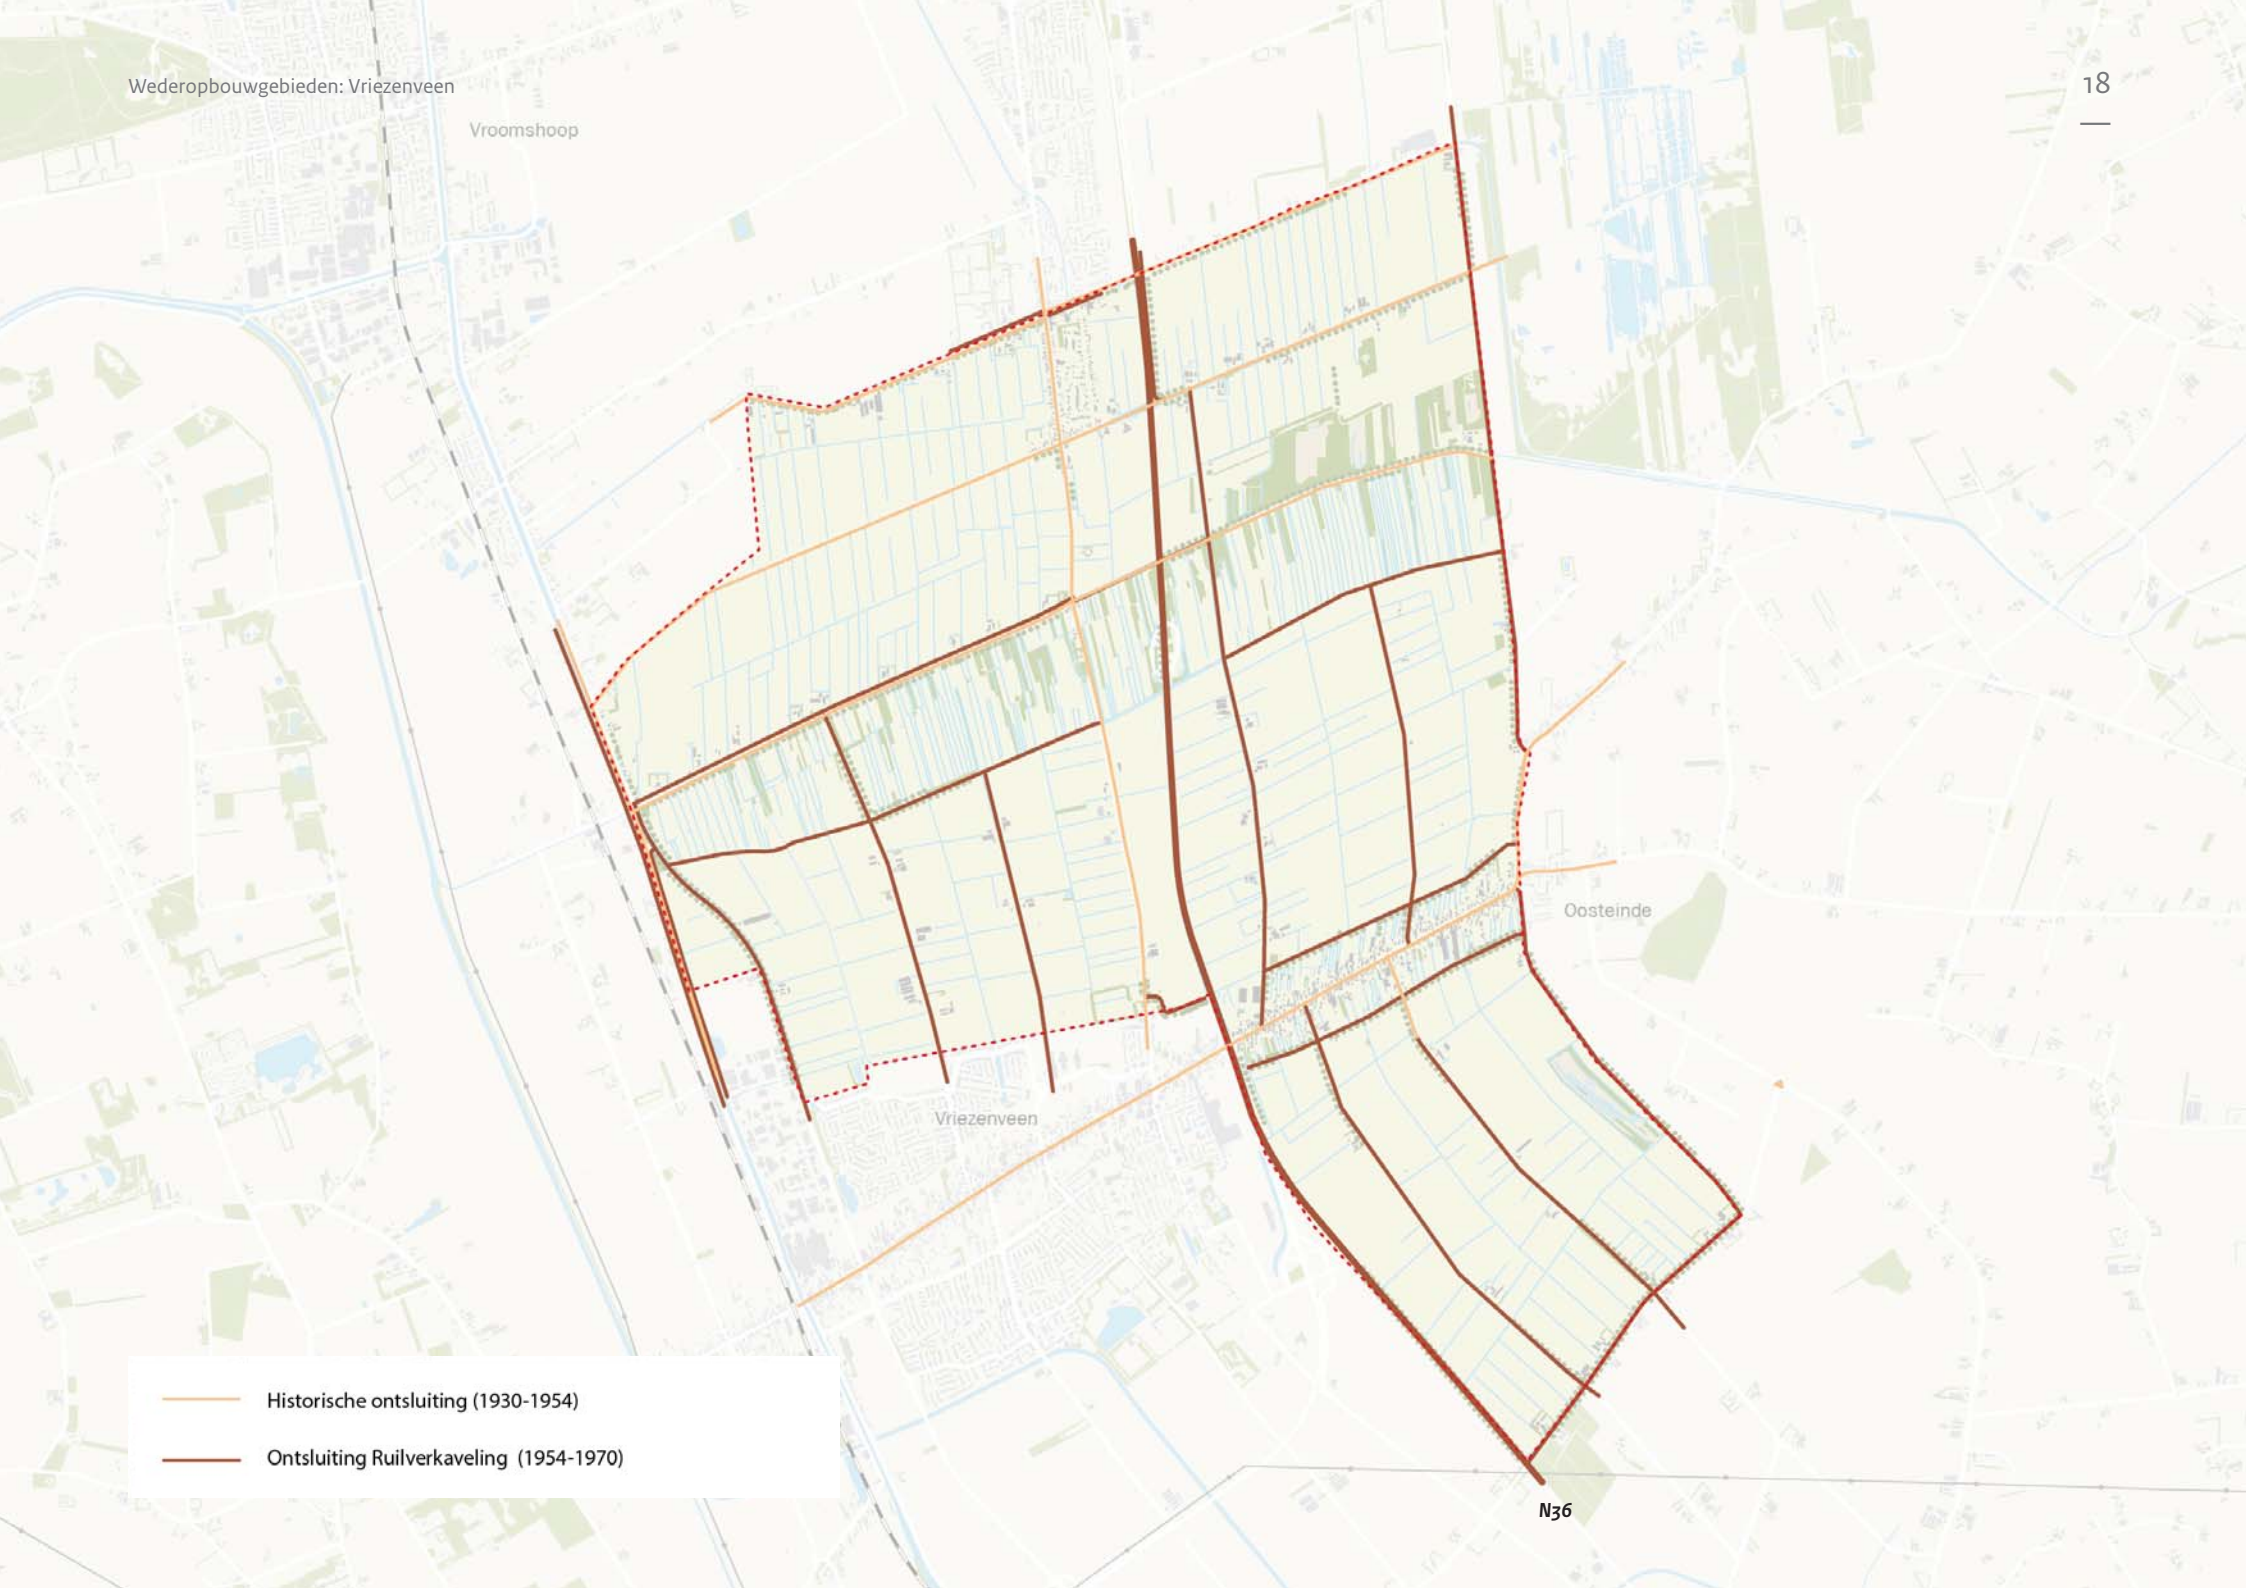 Wederopbouwgebieden: Vriezenveen
18
Vroomshoop
Oosteinde
Vriezenveen
Historische ontsluiting (1930-1954)
Ontsluiting Ruilverkaveling (1954-1970)
N36